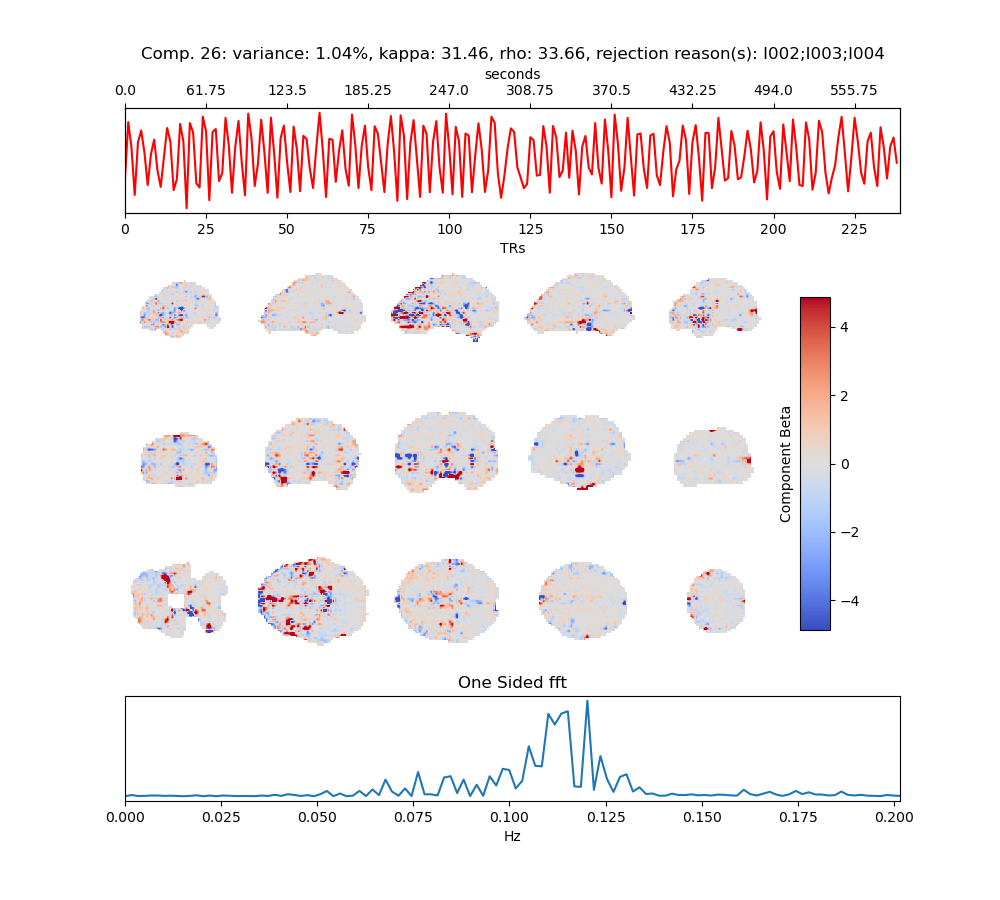 Comp. 26: variance: 1.04%, kappa: 31.46, rho: 33.66, rejection reason(s): I002;I003;I004
seconds
0.0 61.75 123.5 185.25 247.0 308.75 370.5 432.25 494.0 555.75
0 25 50 75 100 125 150 175 200 225
TRs
4
2
0
−2
−4
Component Beta
One Sided fft
0.000 0.025 0.050 0.075 0.100 0.125 0.150 0.175 0.200
Hz